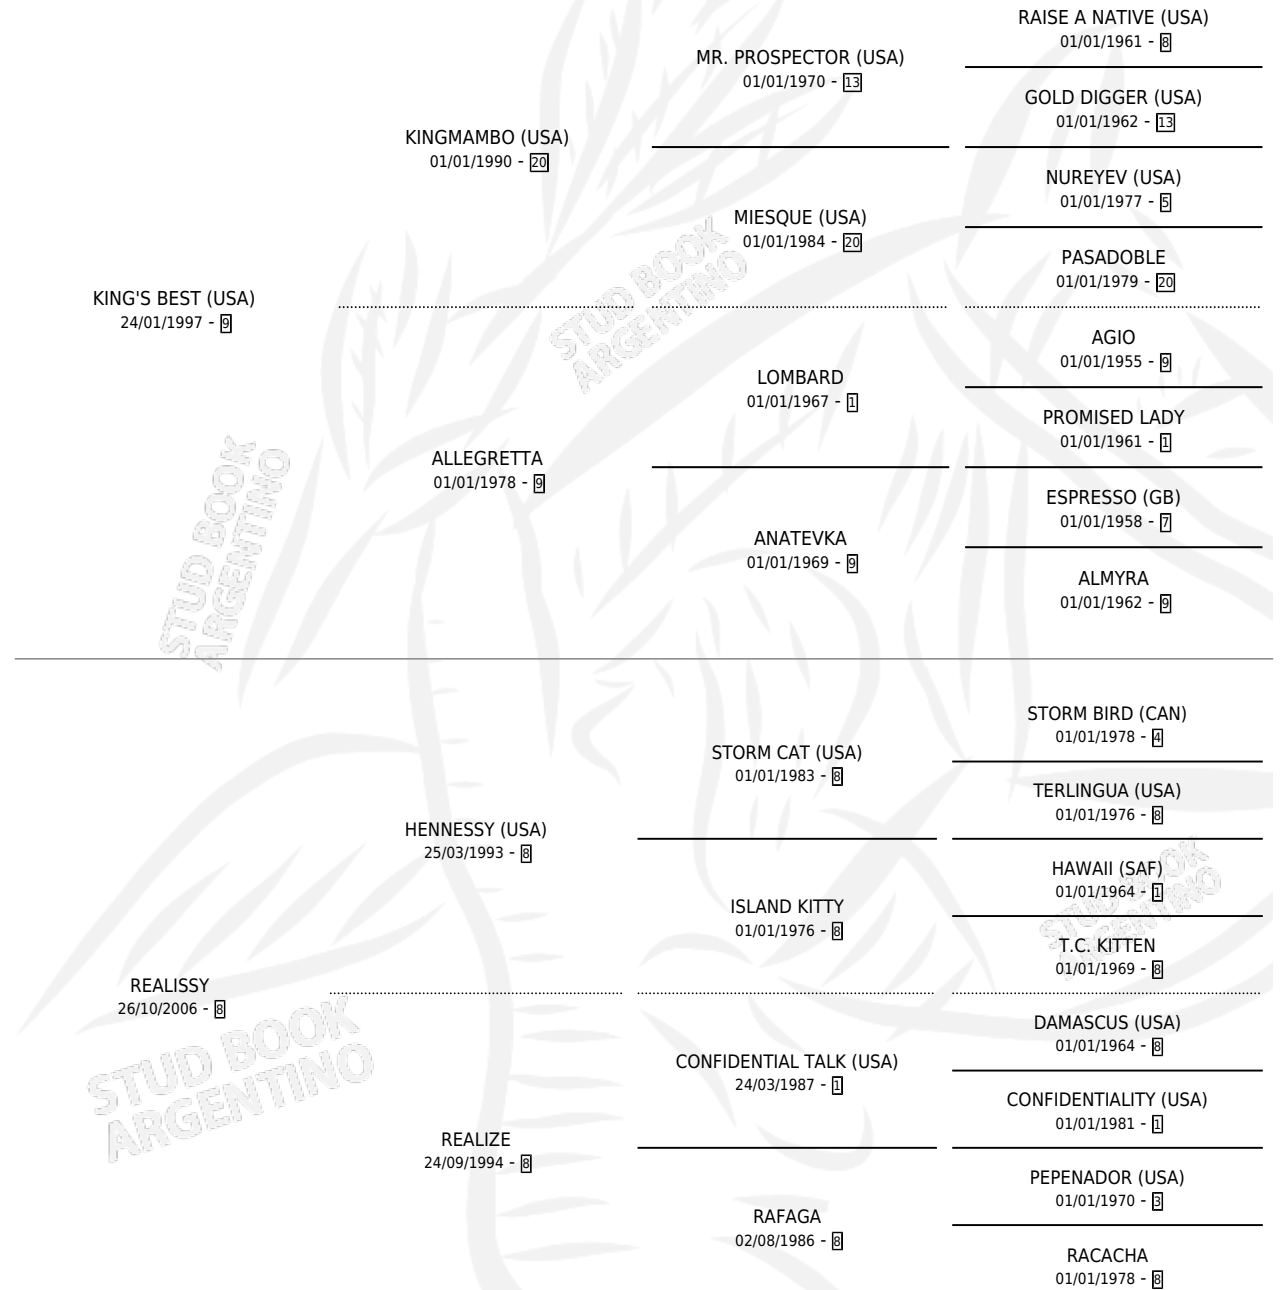 RAISE A NATIVE (USA)
01/01/1961 - 8
MR. PROSPECTOR (USA)
01/01/1970 - 13
GOLD DIGGER (USA)
01/01/1962 - 13
KINGMAMBO (USA)
01/01/1990 - 20
NUREYEV (USA)
01/01/1977 - 5
MIESQUE (USA)
01/01/1984 - 20
PASADOBLE
01/01/1979 - 20
KING'S BEST (USA)
24/01/1997 - 9
AGIO
01/01/1955 - 9
LOMBARD
01/01/1967 - 1
PROMISED LADY
01/01/1961 - 1
ALLEGRETTA
01/01/1978 - 9
ESPRESSO (GB)
01/01/1958 - 7
ANATEVKA
01/01/1969 - 9
ALMYRA
01/01/1962 - 9
STORM BIRD (CAN)
01/01/1978 - 4
STORM CAT (USA)
01/01/1983 - 8
TERLINGUA (USA)
01/01/1976 - 8
HENNESSY (USA)
25/03/1993 - 8
HAWAII (SAF)
01/01/1964 - 1
ISLAND KITTY
01/01/1976 - 8
T.C. KITTEN
01/01/1969 - 8
REALISSY
26/10/2006 - 8
DAMASCUS (USA)
01/01/1964 - 8
CONFIDENTIAL TALK (USA)
24/03/1987 - 1
CONFIDENTIALITY (USA)
01/01/1981 - 1
REALIZE
24/09/1994 - 8
PEPENADOR (USA)
01/01/1970 - 3
RAFAGA
02/08/1986 - 8
RACACHA
01/01/1978 - 8
STUD BOOK
ARGENTINO
STUD BOOK
ARGENTINO
STUD BOOK
ARGENTINO
STUD BOOK
ARGENTINO